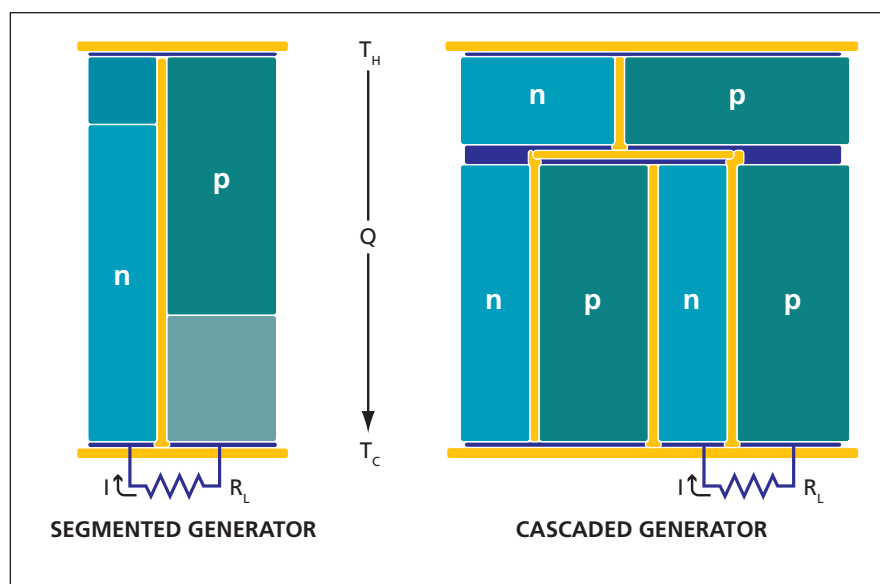 T_H
n
p
n
p
Q
n
p
n
p
T_C
I
R_L
I
R_L
SEGMENTED GENERATOR
CASCADED GENERATOR